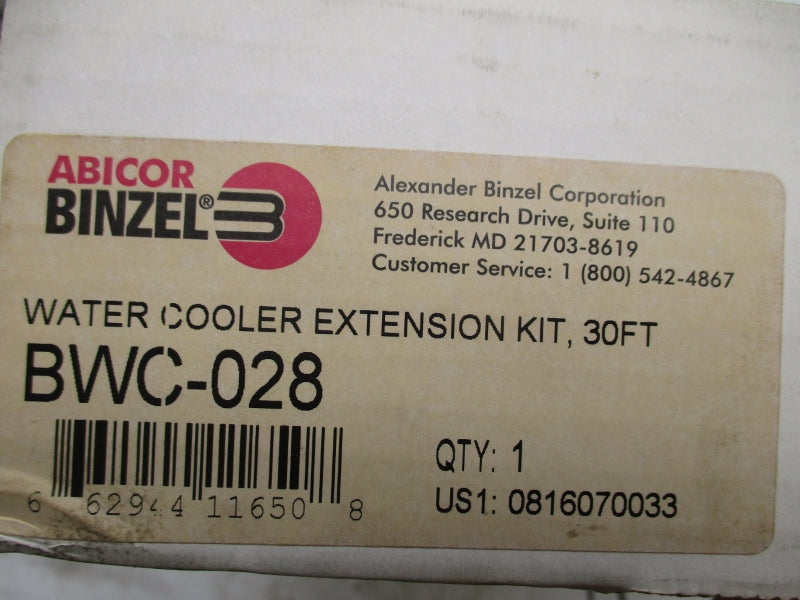 ABICOR
BINZEL®
Alexander Binzel Corporation
650 Research Drive, Suite 110
Frederick MD 21703-8619
Customer Service: 1 (800) 542-4867
WATER COOLER EXTENSION KIT, 30FT
BWC-028
QTY: 1
US1: 0816070033
6 62944 11650 8